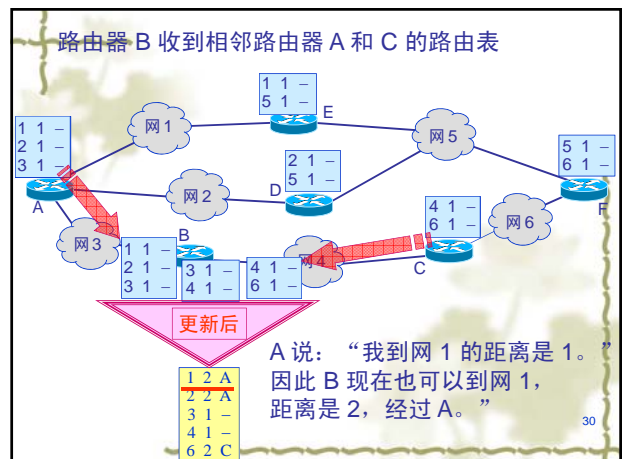 路由器 B 收到相邻路由器 A 和 C 的路由表
1 1 –
5 1 –
E
网1
网5
1 1 –
2 1 –
3 1 –
A
2 1 –
5 1 –
D
网2
5 1 –
6 1 –
F
4 1 –
6 1 –
C
网6
网3
B
网4
1 1 –
2 1 –
3 1 –
3 1 –
4 1 –
4 1 –
6 1 –
更新后
1 2 A
2 2 A
3 1 –
4 1 –
6 2 C
A 说：“我到网 1 的距离是 1。”
因此 B 现在也可以到网 1，
距离是 2，经过 A。”
30